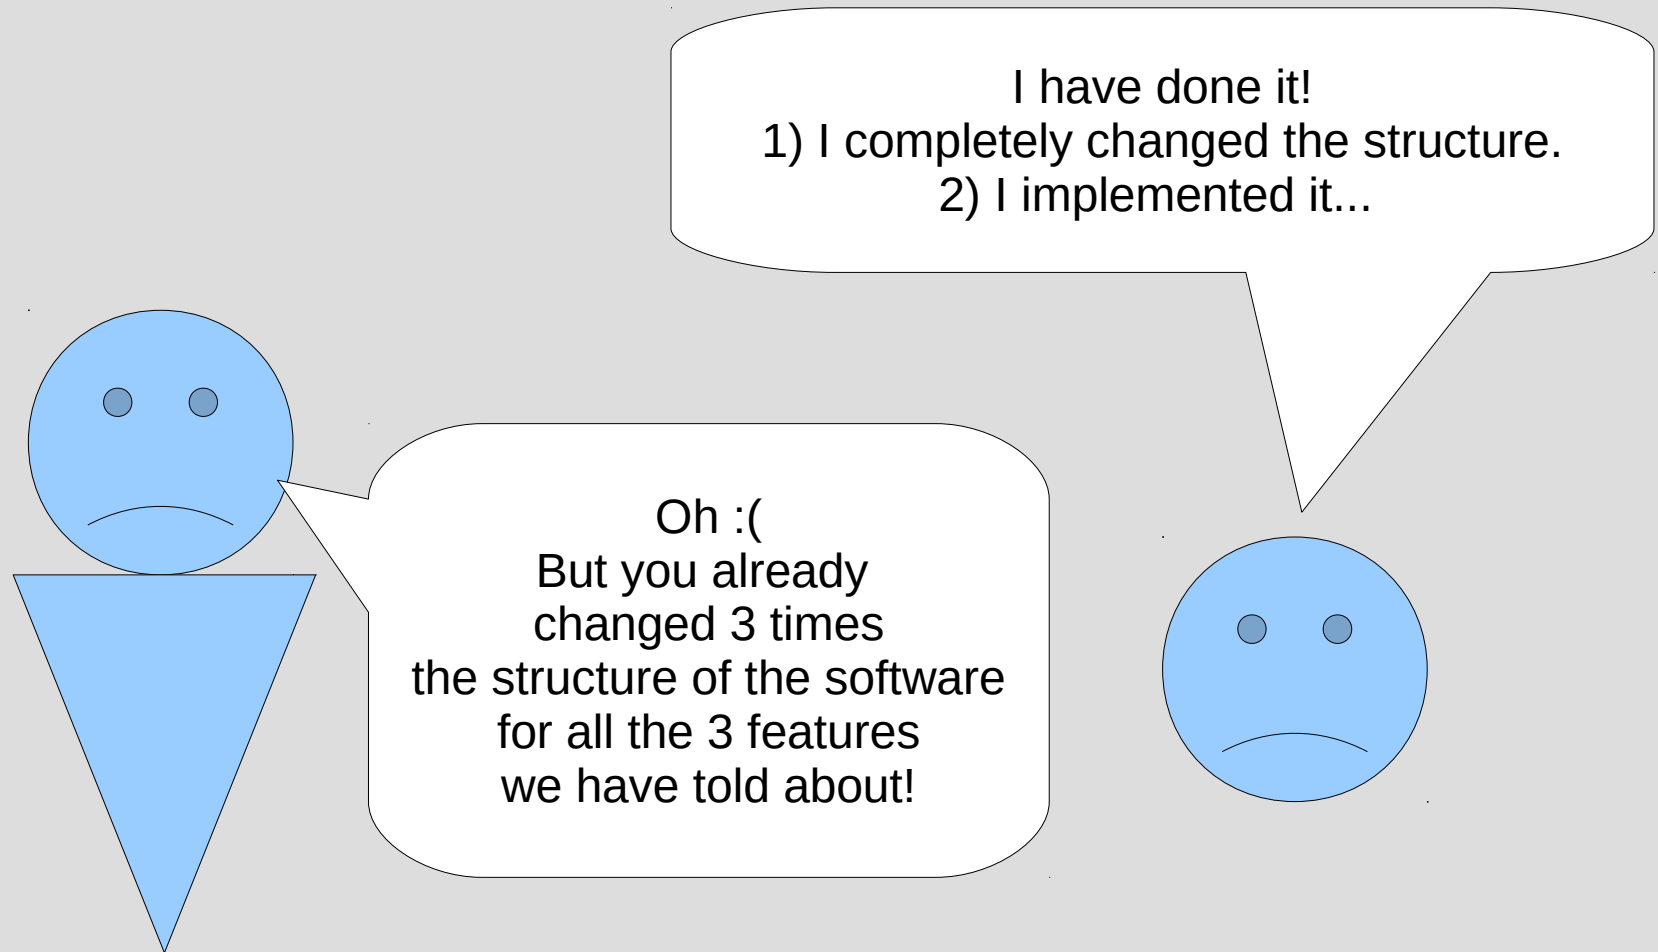 I have done it!
1) I completely changed the structure.
2) I implemented it...
Oh :(
But you already
changed 3 times
the structure of the software
for all the 3 features
we have told about!